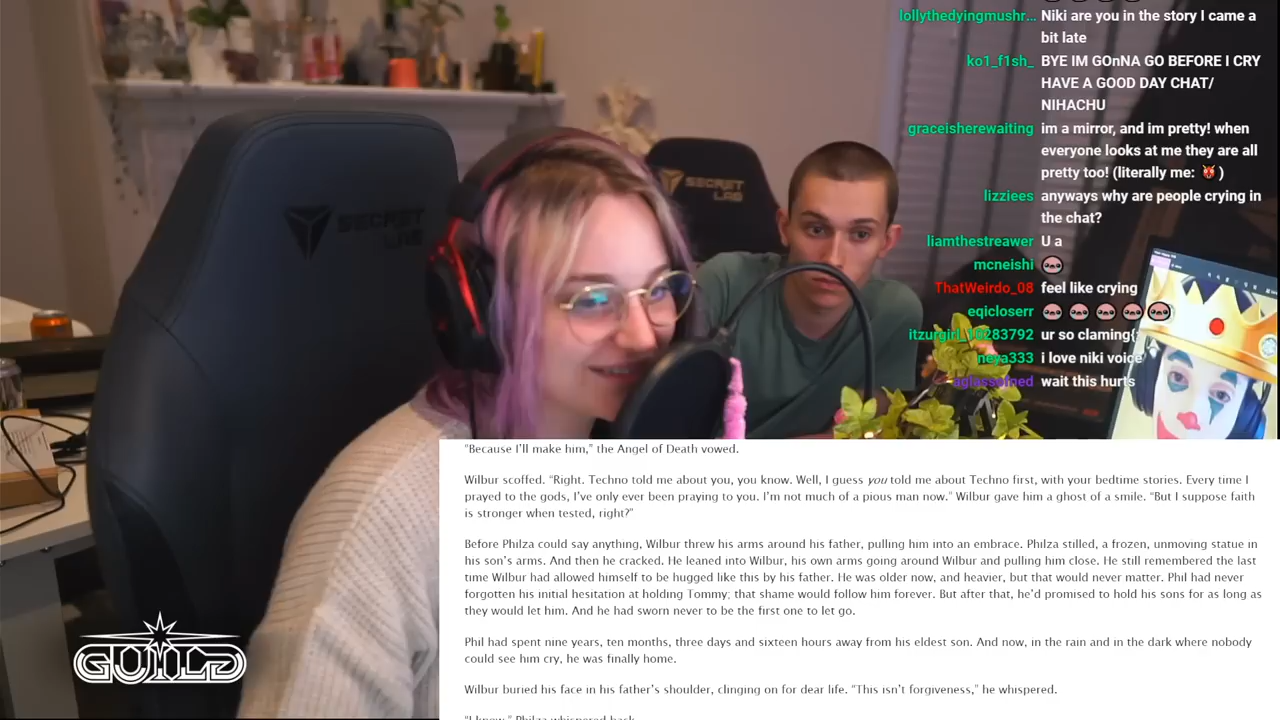 lollythedyingmushr... Niki are you in the story I came a
bit late
ko1_f1sh_ BYE IM GOnNA GO BEFORE I CRY
HAVE A GOOD DAY CHAT/
NIHACHU
graceisherewaiting im a mirror, and im pretty! when
everyone looks at me they are all
pretty too! (literally me: )
lizziees anyways why are people crying in
the chat?
liamthestreawer U a
mcneishi
ThatWeirdo_08 feel like crying
eqicloserr
itzurgirl_10283792 ur so claming{
neya333 i love niki voice
wait this hurts
SECRET
LAB
SECRET
LAB
GUILD
"Because I'll make him," the Angel of Death vowed.
Wilbur scoffed. "Right. Techno told me about you, you know. Well, I guess you told me about Techno first, with your bedtime stories. Every time I
prayed to the gods, I've only ever been praying to you. I'm not much of a pious man now." Wilbur gave him a ghost of a smile. "But I suppose faith
is stronger when tested, right?"
Before Philza could say anything, Wilbur threw his arms around his father, pulling him into an embrace. Philza stilled, a frozen, unmoving statue in
his son's arms. And then he cracked. He leaned into Wilbur, his own arms going around Wilbur and pulling him close. He still remembered the last
time Wilbur had allowed himself to be hugged like this by his father. He was older now, and heavier, but that would never matter. Phil had never
forgotten his initial hesitation at holding Tommy; that shame would follow him forever. But after that, he'd promised to hold his sons for as long as
they would let him. And he had sworn never to be the first one to let go.
Phil had spent nine years, ten months, three days and sixteen hours away from his eldest son. And now, in the rain and in the dark where nobody
could see him cry, he was finally home.
Wilbur buried his face in his father's shoulder, clinging on for dear life. "This isn't forgiveness," he whispered.
"I know," Philza whispered back.